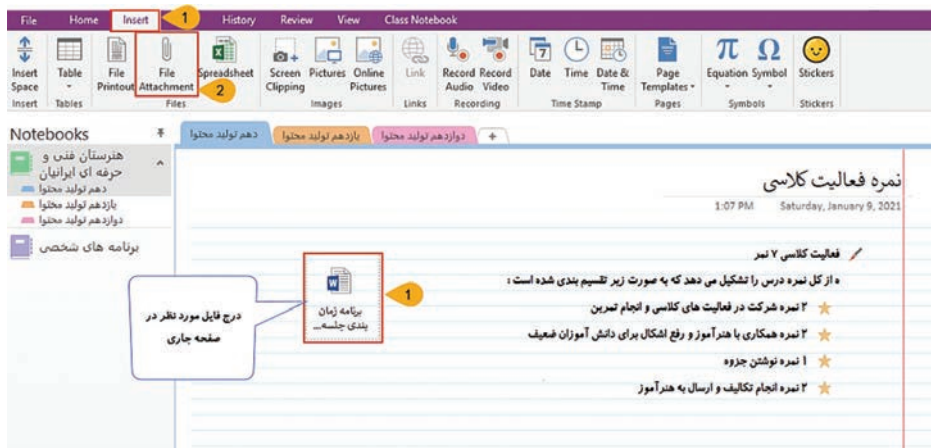 File Home Insert 1 History Review View Class Notebook
Insert Space
Table
File Printout
File Attachment
2
Spreadsheet
Screen Clipping
Pictures
Online Pictures
Link
Record Audio
Record Video
Date
Time
Date & Time
Page Templates
Equation
Symbol
Stickers
Insert Tables Files Images Links Recording Time Stamp Pages Symbols Stickers
Notebooks
هنرستان فنی و
حرفه ای ایرانیان
دهم تولید محتوا
یازدهم تولید محتوا
دوازدهم تولید محتوا
برنامه های شخصی
دهم تولید محتوا یازدهم تولید محتوا دوازدهم تولید محتوا +
نمره فعالیت کلاسی
1:07 PM Saturday, January 9, 2021
فعالیت کلاسی ۷ نمر
ه از کل نمره درس را تشکیل می دهد که به صورت زیر تقسیم بندی شده است :
۲ نمره شرکت در فعالیت های کلاسی و انجام تمرین
۲ نمره همکاری با هنرآموز و رفع اشکال برای دانش آموزان ضعیف
۱ نمره نوشتن جزوه
۲ نمره انجام تکالیف و ارسال به هنرآموز
1
برنامه زمان
بندی جلسه...
درج فایل مورد نظر در
صفحه جاری